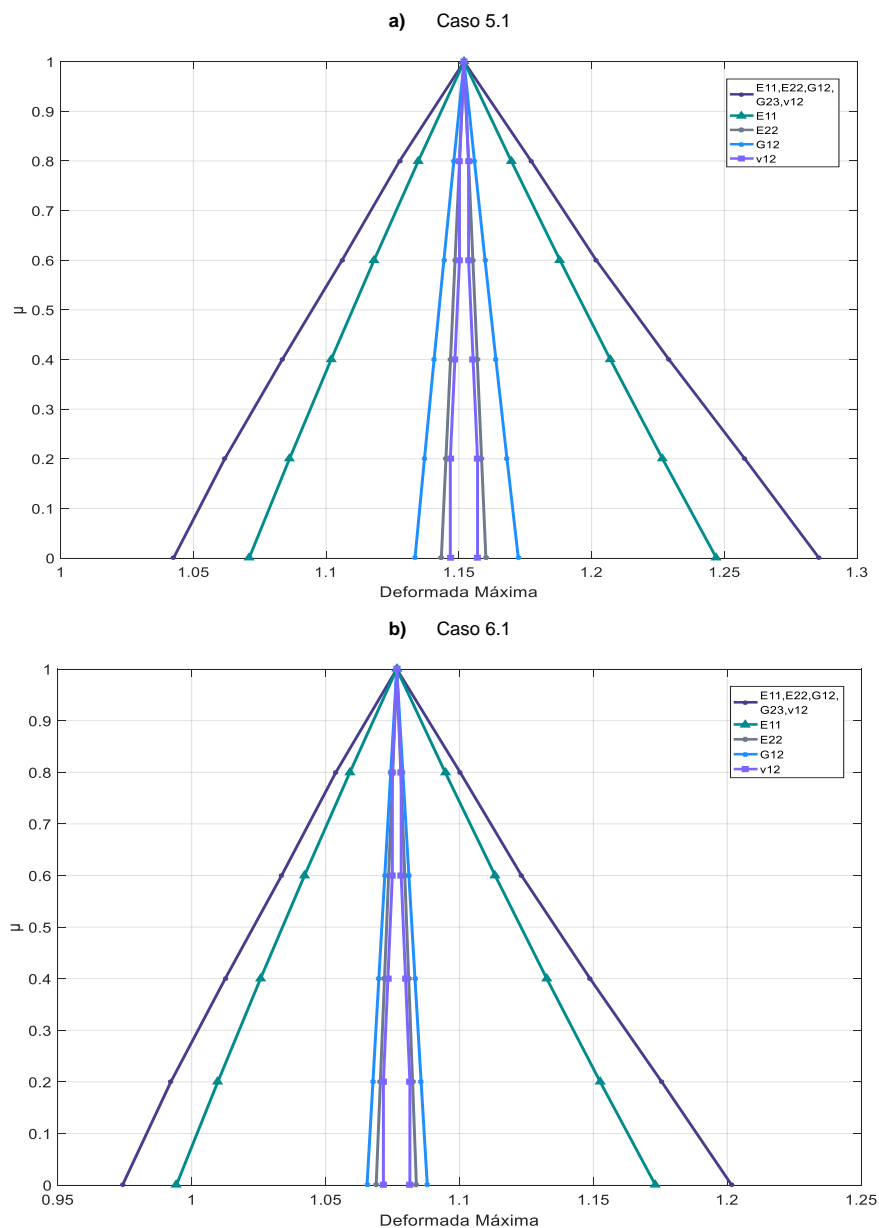 a) Caso 5.1
1
0.9
0.8
0.7
0.6
0.5
0.4
0.3
0.2
0.1
0
µ
E11,E22,G12,
G23,v12
E11
E22
G12
v12
1 1.05 1.1 1.15 1.2 1.25 1.3
Deformada Máxima
b) Caso 6.1
1
0.9
0.8
0.7
0.6
0.5
0.4
0.3
0.2
0.1
0
µ
E11,E22,G12,
G23,v12
E11
E22
G12
v12
0.95 1 1.05 1.1 1.15 1.2 1.25
Deformada Máxima